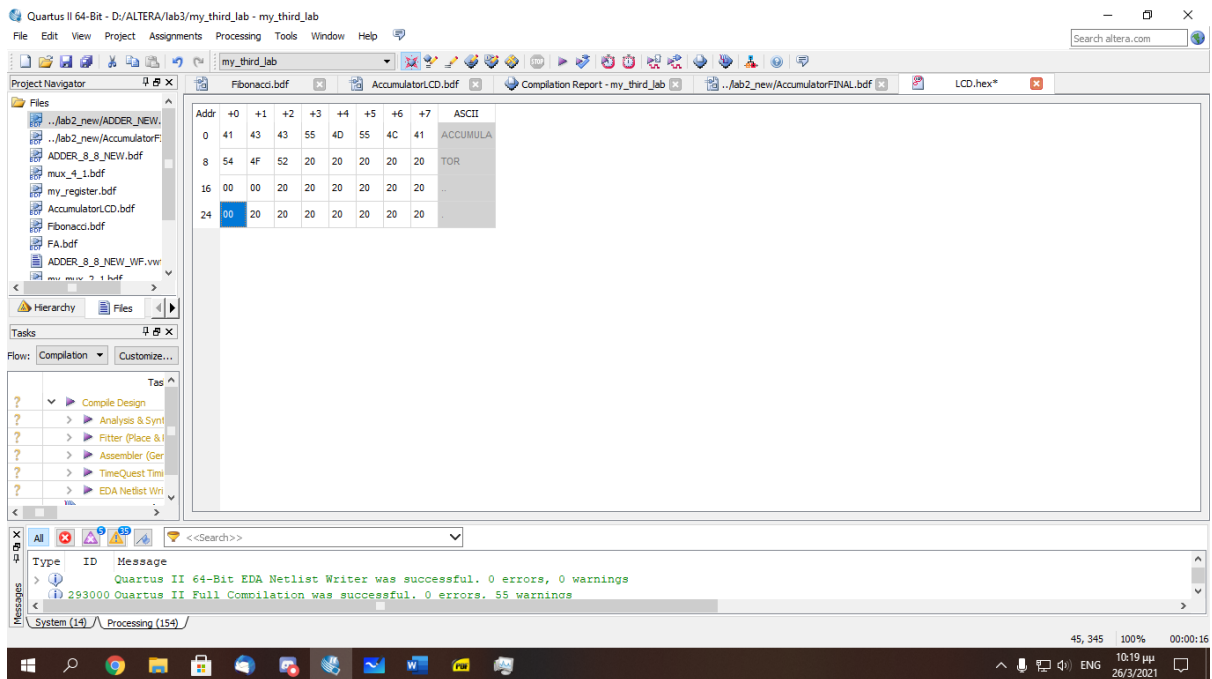 Quartus II 64-Bit - D:/ALTERA/lab3/my_third_lab - my_third_lab
File Edit View Project Assignments Processing Tools Window Help
Search altera.com
my_third_lab
Project Navigator
Fibonacci.bdf AccumulatorLCD.bdf Compilation Report - my_third_lab ../lab2_new/AccumulatorFINAL.bdf LCD.hex*
Files
../lab2_new/ADDER_NEW.
../lab2_new/AccumulatorF
ADDER_8_8_NEW.bdf
mux_4_1.bdf
my_register.bdf
AccumulatorLCD.bdf
Fibonacci.bdf
FA.bdf
ADDER_8_8_NEW_WF.vw
my_mux_2_1.bdf
Hierarchy Files
Addr +0 +1 +2 +3 +4 +5 +6 +7 ASCII
0 41 43 43 55 4D 55 4C 41 ACCUMULA
8 54 4F 52 20 20 20 20 20 TOR
16 00 00 20 20 20 20 20 20 ..
24 00 20 20 20 20 20 20 20 .
Tasks
Flow: Compilation Customize...
Tas
? Compile Design
? > Analysis & Synt
? > Fitter (Place &
? > Assembler (Ger
? > TimeQuest Timi
? > EDA Netlist Wri
All 5 35 <<Search>>
Type ID Message
> Quartus II 64-Bit EDA Netlist Writer was successful. 0 errors, 0 warnings
293000 Quartus II Full Compilation was successful. 0 errors, 55 warnings
Messages
System (14) Processing (154)
45, 345 100% 00:00:16
ENG 10:19 μμ
26/3/2021